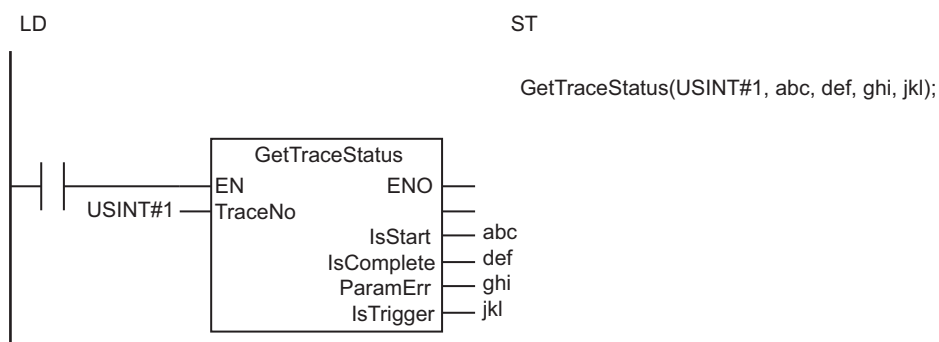 LD
ST
GetTraceStatus(USINT#1, abc, def, ghi, jkl);
GetTraceStatus
EN ENO
USINT#1 TraceNo
IsStart abc
IsComplete def
ParamErr ghi
IsTrigger jkl